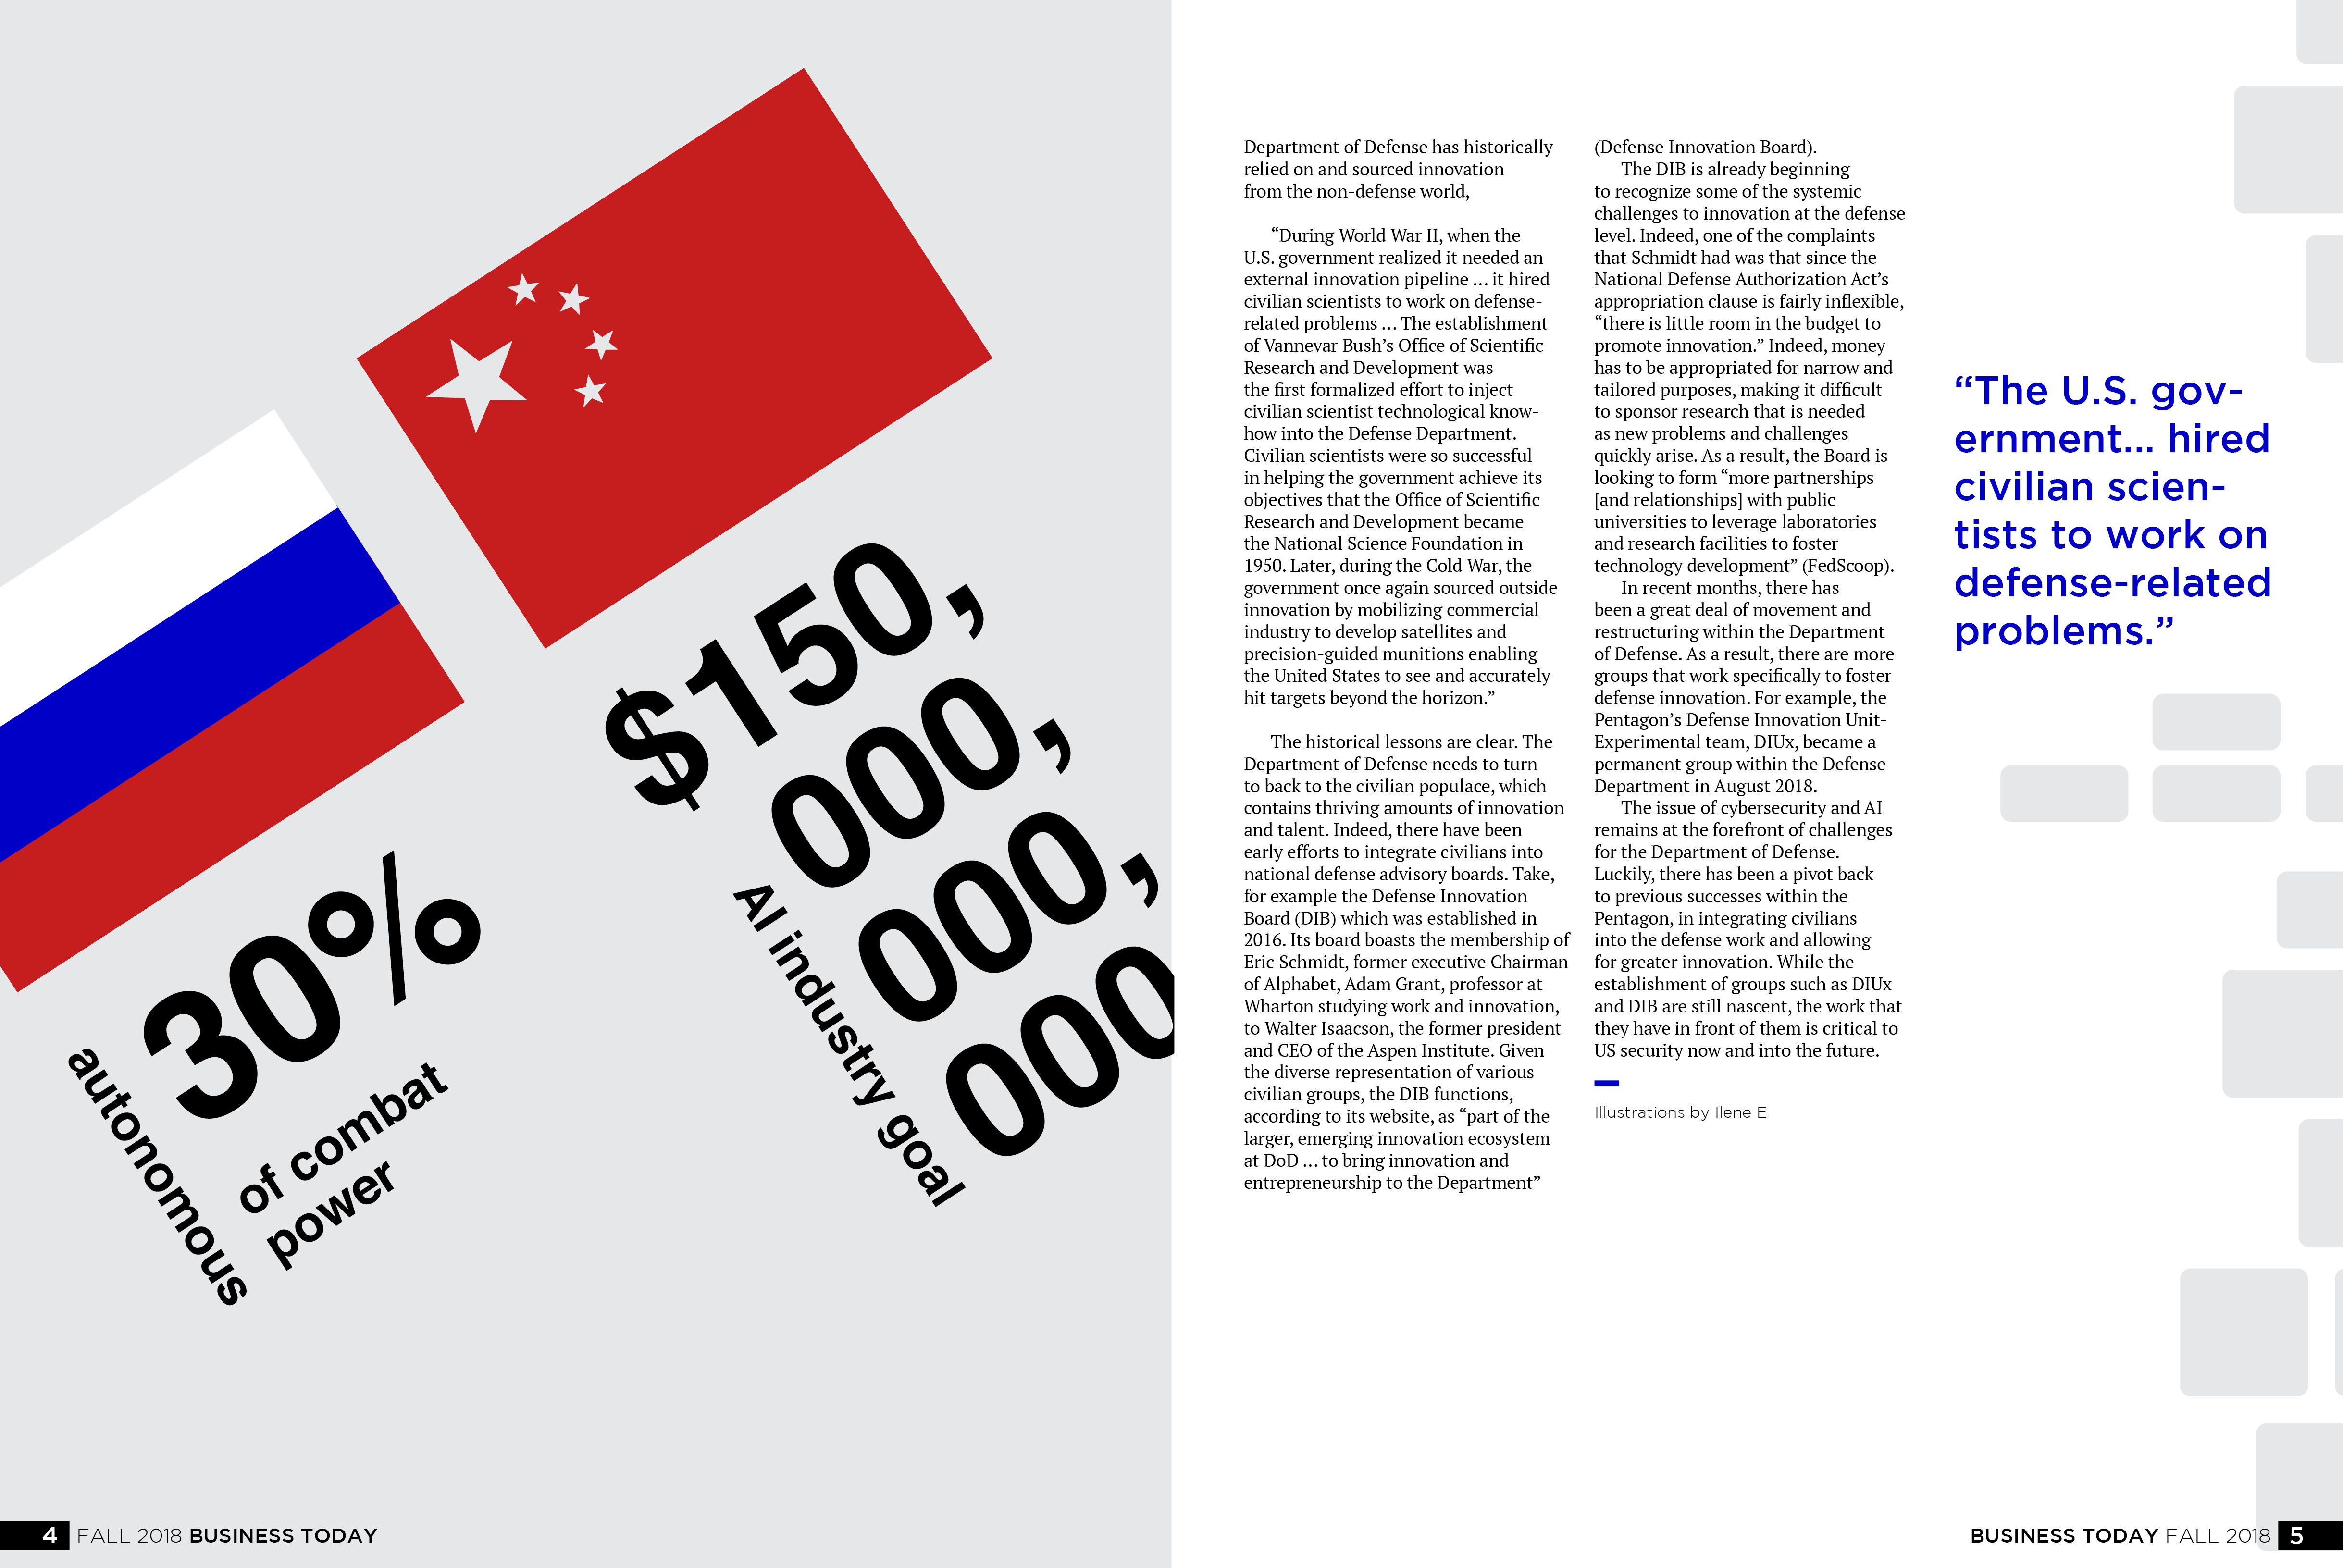 30%
autonomous
of combat
power
$150,
000,
000,
000
AI industry goal
4 FALL 2018 BUSINESS TODAY
Department of Defense has historically
relied on and sourced innovation
from the non-defense world,
“During World War II, when the
U.S. government realized it needed an
external innovation pipeline ... it hired
civilian scientists to work on defense-
related problems ... The establishment
of Vannevar Bush’s Office of Scientific
Research and Development was
the first formalized effort to inject
civilian scientist technological know-
how into the Defense Department.
Civilian scientists were so successful
in helping the government achieve its
objectives that the Office of Scientific
Research and Development became
the National Science Foundation in
1950. Later, during the Cold War, the
government once again sourced outside
innovation by mobilizing commercial
industry to develop satellites and
precision-guided munitions enabling
the United States to see and accurately
hit targets beyond the horizon.”
The historical lessons are clear. The
Department of Defense needs to turn
to back to the civilian populace, which
contains thriving amounts of innovation
and talent. Indeed, there have been
early efforts to integrate civilians into
national defense advisory boards. Take,
for example the Defense Innovation
Board (DIB) which was established in
2016. Its board boasts the membership of
Eric Schmidt, former executive Chairman
of Alphabet, Adam Grant, professor at
Wharton studying work and innovation,
to Walter Isaacson, the former president
and CEO of the Aspen Institute. Given
the diverse representation of various
civilian groups, the DIB functions,
according to its website, as “part of the
larger, emerging innovation ecosystem
at DoD ... to bring innovation and
entrepreneurship to the Department”
(Defense Innovation Board).
The DIB is already beginning
to recognize some of the systemic
challenges to innovation at the defense
level. Indeed, one of the complaints
that Schmidt had was that since the
National Defense Authorization Act’s
appropriation clause is fairly inflexible,
“there is little room in the budget to
promote innovation.” Indeed, money
has to be appropriated for narrow and
tailored purposes, making it difficult
to sponsor research that is needed
as new problems and challenges
quickly arise. As a result, the Board is
looking to form “more partnerships
[and relationships] with public
universities to leverage laboratories
and research facilities to foster
technology development” (FedScoop).
In recent months, there has
been a great deal of movement and
restructuring within the Department
of Defense. As a result, there are more
groups that work specifically to foster
defense innovation. For example, the
Pentagon’s Defense Innovation Unit-
Experimental team, DIUx, became a
permanent group within the Defense
Department in August 2018.
The issue of cybersecurity and AI
remains at the forefront of challenges
for the Department of Defense.
Luckily, there has been a pivot back
to previous successes within the
Pentagon, in integrating civilians
into the defense work and allowing
for greater innovation. While the
establishment of groups such as DIUx
and DIB are still nascent, the work that
they have in front of them is critical to
US security now and into the future.
Illustrations by Ilene E
“The U.S. gov-
ernment... hired
civilian scien-
tists to work on
defense-related
problems.”
BUSINESS TODAY FALL 2018 5